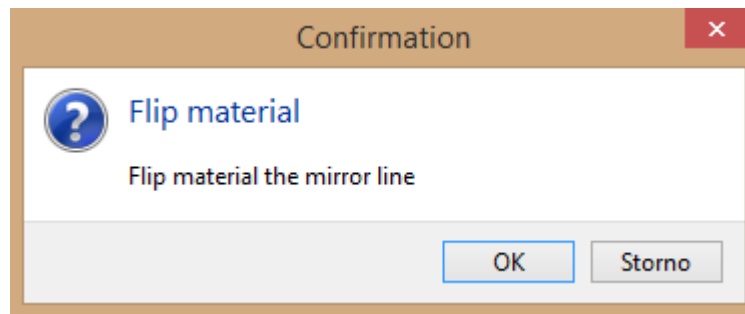 Confirmation
Flip material
Flip material the mirror line
OK Storno